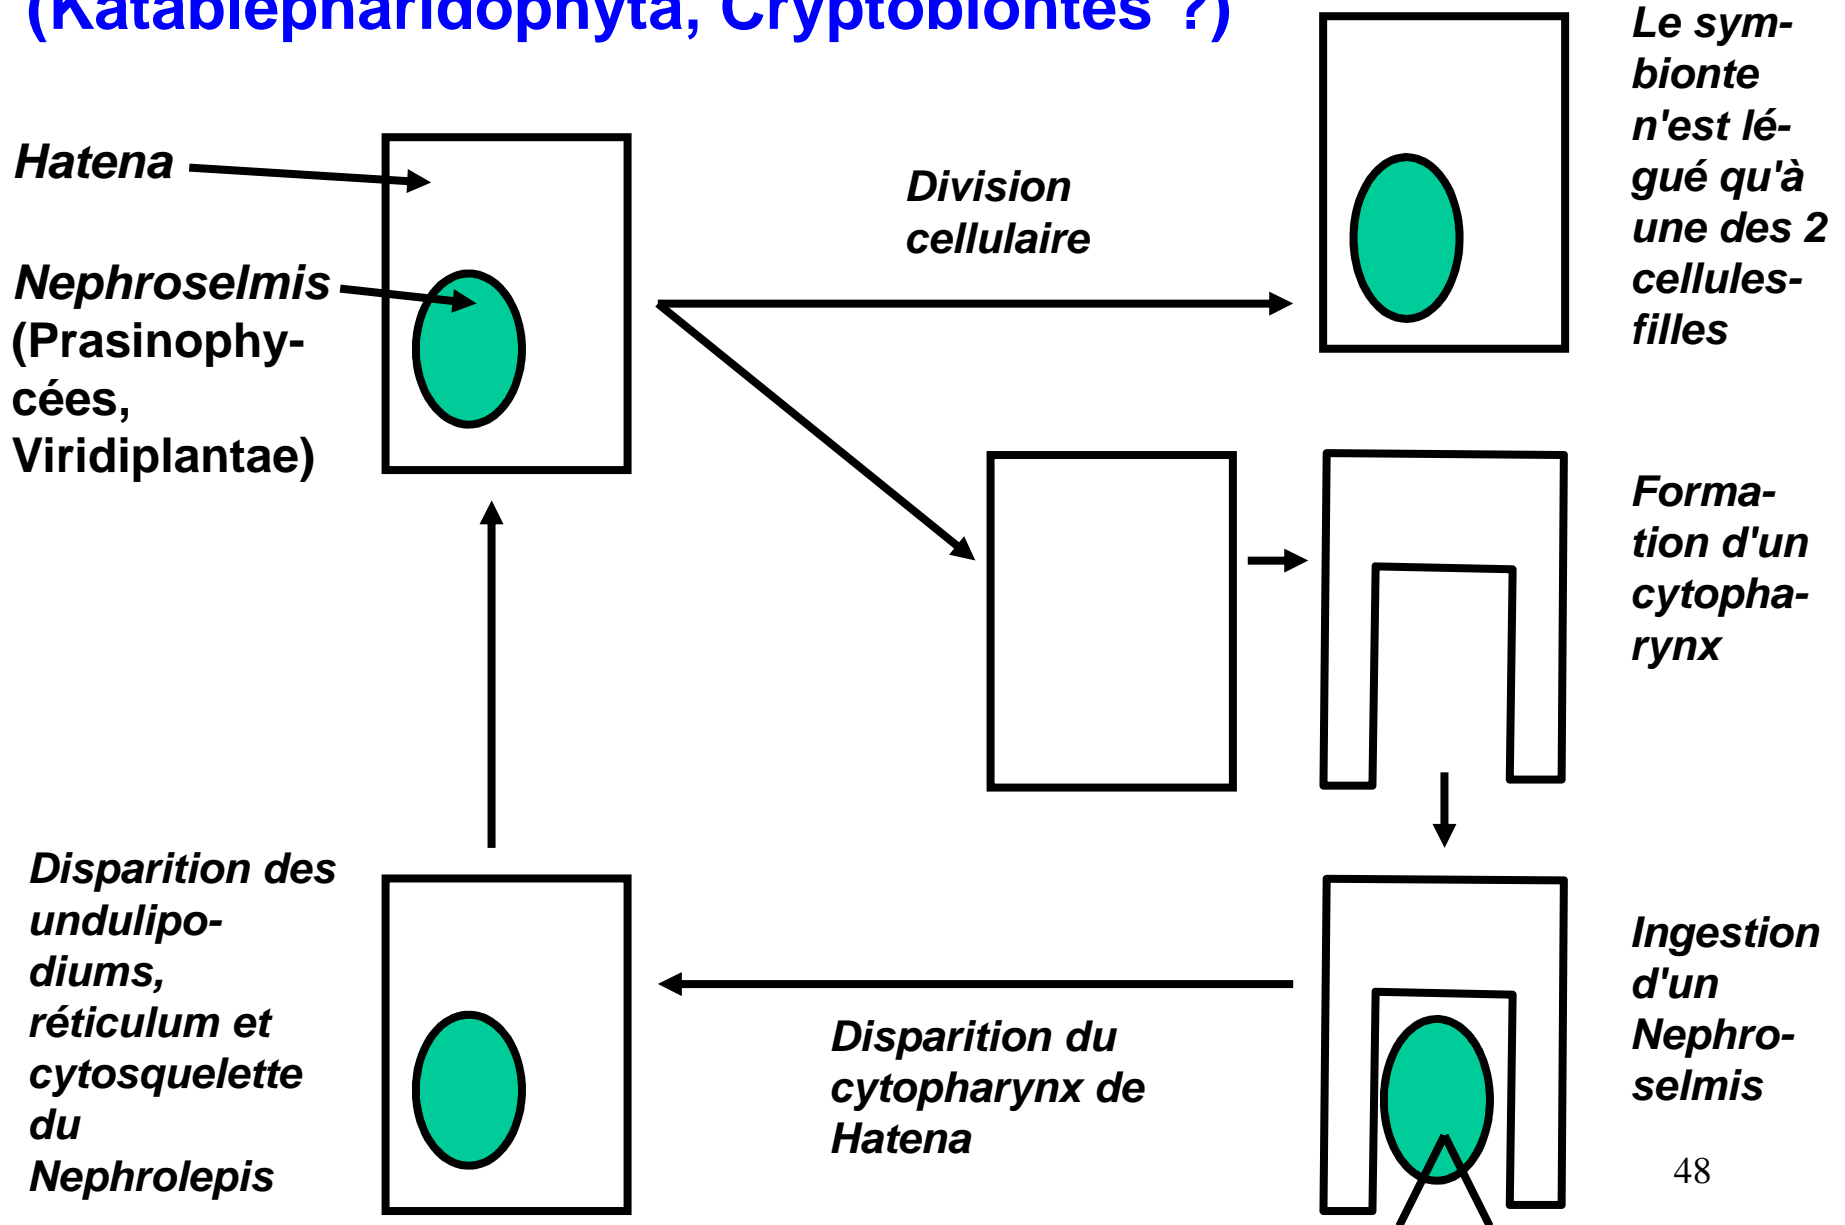 (Katablepharidophyta, Cryptobiontes ?)
Hatena
Nephroselmis
(Prasinophy-
cées,
Viridiplantae)
Division
cellulaire
Le sym-
bionte
n'est lé-
gué qu'à
une des 2
cellules-
filles
Forma-
tion d'un
cytopha-
rynx
Ingestion
d'un
Nephro-
selmis
Disparition du
cytopharynx de
Hatena
Disparition des
undulipo-
diums,
réticulum et
cytosquelette
du
Nephrolepis
48